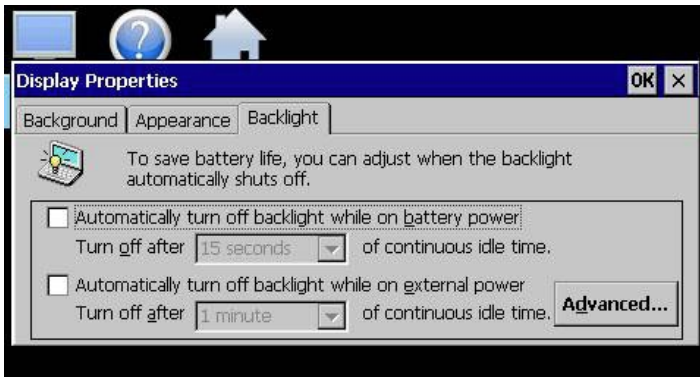 ?
Display Properties OK ×
Background Appearance Backlight
To save battery life, you can adjust when the backlight
automatically shuts off.
Automatically turn off backlight while on battery power
Turn off after 15 seconds of continuous idle time.
Automatically turn off backlight while on external power
Turn off after 1 minute of continuous idle time.
Advanced...